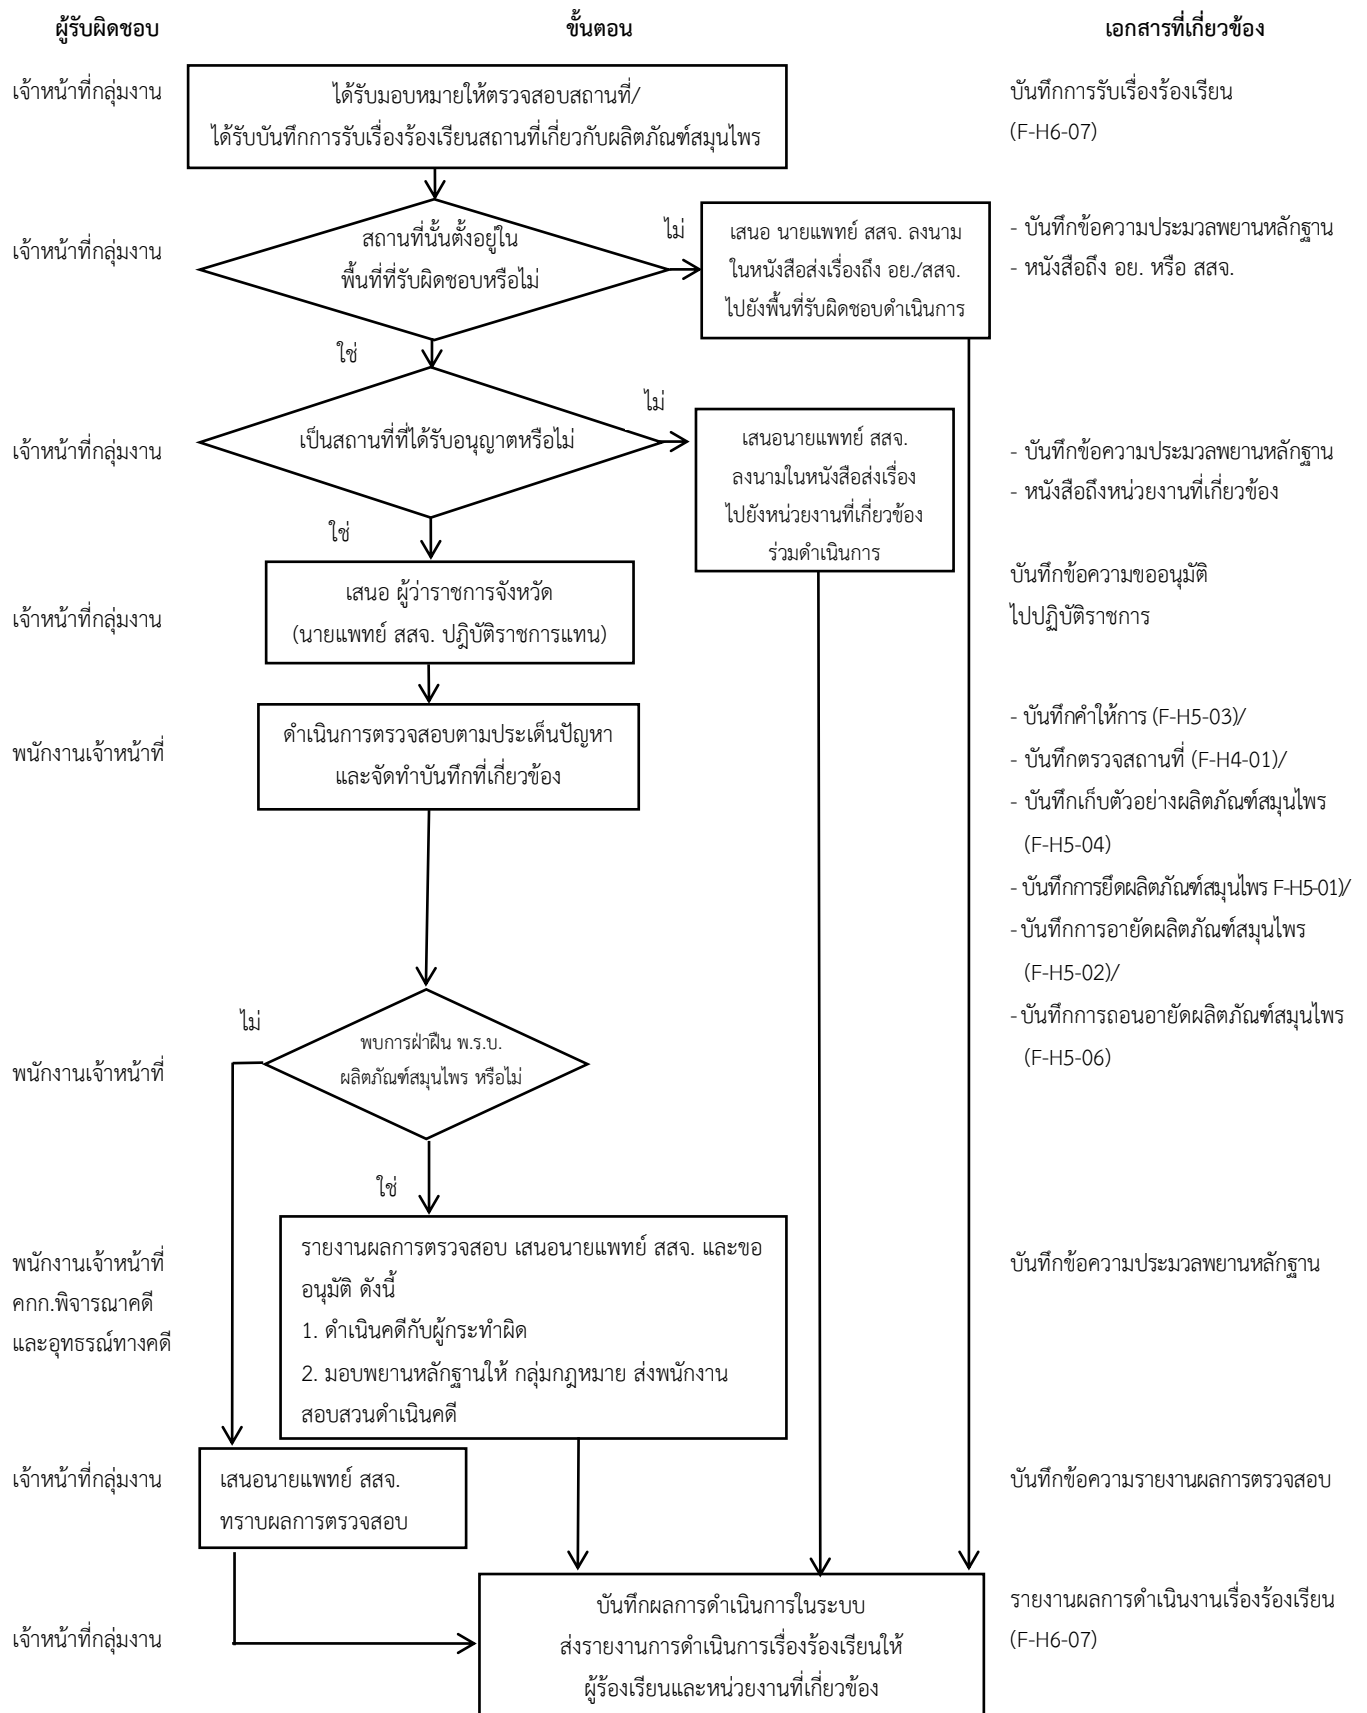 ผู้รับผิดชอบ
ขั้นตอน
เอกสารที่เกี่ยวข้อง
เจ้าหน้าที่กลุ่มงาน
ได้รับมอบหมายให้ตรวจสอบสถานที่/
ได้รับบันทึกการรับเรื่องร้องเรียนสถานที่เกี่ยวกับผลิตภัณฑ์สมุนไพร
บันทึกการรับเรื่องร้องเรียน
(F-H6-07)
เจ้าหน้าที่กลุ่มงาน
สถานที่นั้นตั้งอยู่ใน
พื้นที่ที่รับผิดชอบหรือไม่
ไม่
เสนอ นายแพทย์ สสจ. ลงนาม
ในหนังสือส่งเรื่องถึง อย./สสจ.
ไปยังพื้นที่รับผิดชอบดำเนินการ
- บันทึกข้อความประมวลพยานหลักฐาน
- หนังสือถึง อย. หรือ สสจ.
ใช่
เจ้าหน้าที่กลุ่มงาน
เป็นสถานที่ที่ได้รับอนุญาตหรือไม่
ไม่
เสนอนายแพทย์ สสจ.
ลงนามในหนังสือส่งเรื่อง
ไปยังหน่วยงานที่เกี่ยวข้อง
ร่วมดำเนินการ
- บันทึกข้อความประมวลพยานหลักฐาน
- หนังสือถึงหน่วยงานที่เกี่ยวข้อง
ใช่
เจ้าหน้าที่กลุ่มงาน
เสนอ ผู้ว่าราชการจังหวัด
(นายแพทย์ สสจ. ปฎิบัติราชการแทน)
บันทึกข้อความขออนุมัติ
ไปปฏิบัติราชการ
พนักงานเจ้าหน้าที่
ดำเนินการตรวจสอบตามประเด็นปัญหา
และจัดทำบันทึกที่เกี่ยวข้อง
- บันทึกคำให้การ (F-H5-03)/
- บันทึกตรวจสถานที่ (F-H4-01)/
- บันทึกเก็บตัวอย่างผลิตภัณฑ์สมุนไพร
(F-H5-04)
- บันทึกการยึดผลิตภัณฑ์สมุนไพร F-H5-01)/
- บันทึกการอายัดผลิตภัณฑ์สมุนไพร
(F-H5-02)/
- บันทึกการถอนอายัดผลิตภัณฑ์สมุนไพร
(F-H5-06)
พนักงานเจ้าหน้าที่
ไม่
พบการฝ่าฝืน พ.ร.บ.
ผลิตภัณฑ์สมุนไพร หรือไม่
ใช่
พนักงานเจ้าหน้าที่
คกก.พิจารณาคดี
และอุทธรณ์ทางคดี
รายงานผลการตรวจสอบ เสนอนายแพทย์ สสจ. และขอ
อนุมัติ ดังนี้
1. ดำเนินคดีกับผู้กระทำผิด
2. มอบพยานหลักฐานให้ กลุ่มกฎหมาย ส่งพนักงาน
สอบสวนดำเนินคดี
บันทึกข้อความประมวลพยานหลักฐาน
เจ้าหน้าที่กลุ่มงาน
เสนอนายแพทย์ สสจ.
ทราบผลการตรวจสอบ
บันทึกข้อความรายงานผลการตรวจสอบ
เจ้าหน้าที่กลุ่มงาน
บันทึกผลการดำเนินการในระบบ
ส่งรายงานการดำเนินการเรื่องร้องเรียนให้
ผู้ร้องเรียนและหน่วยงานที่เกี่ยวข้อง
รายงานผลการดำเนินงานเรื่องร้องเรียน
(F-H6-07)